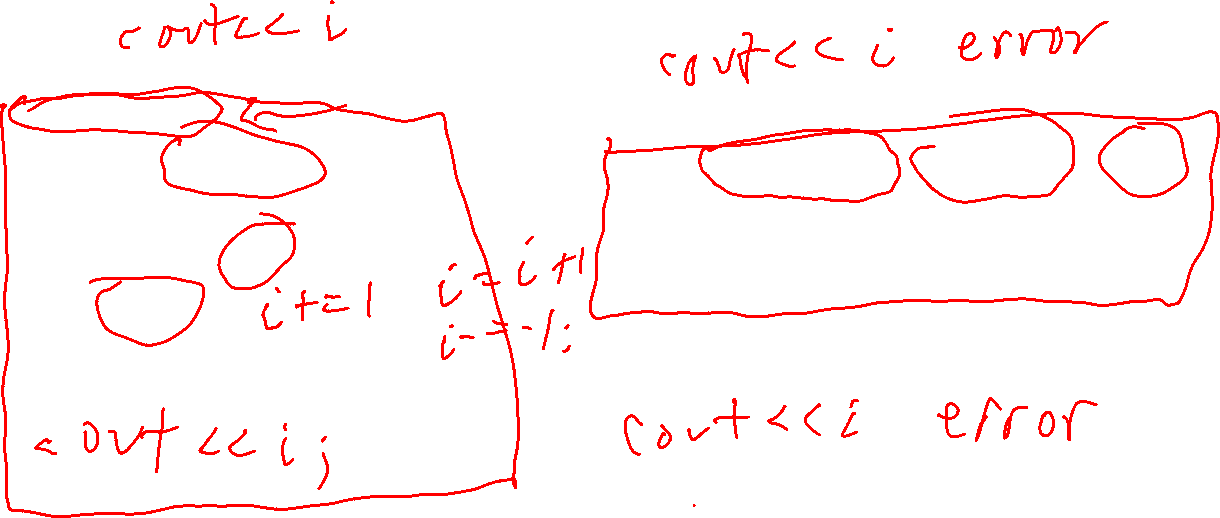 cout<<i
cout<<i error
i+=1
i=i+1
i-=-1;
cout<<i;
cout<<i error